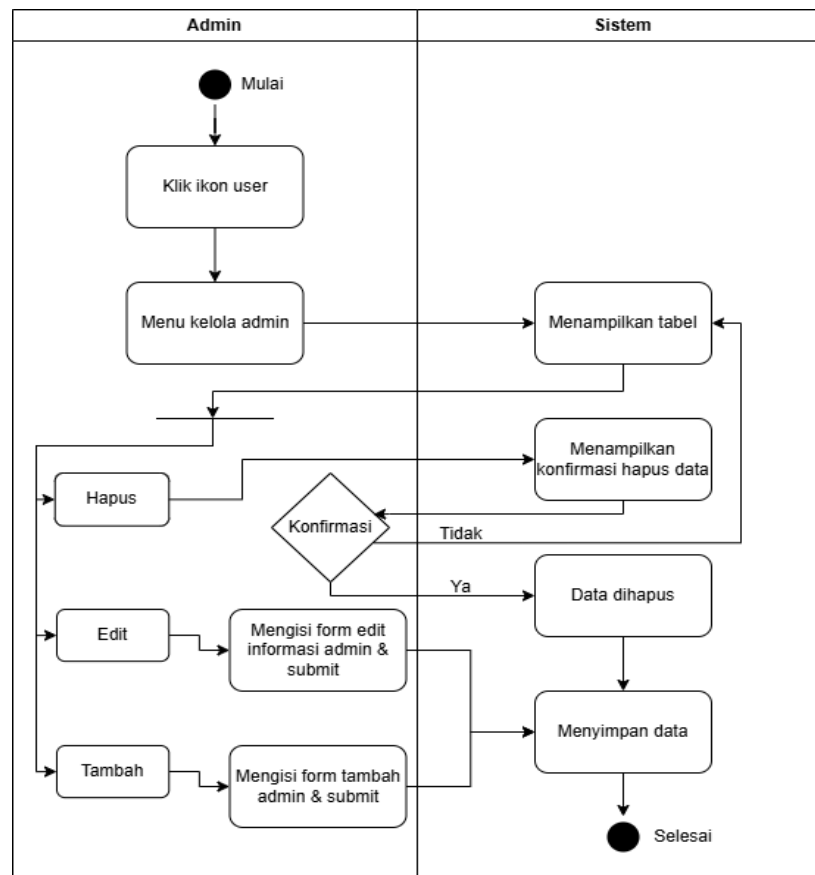 Admin
Sistem
Mulai
Klik ikon user
Menu kelola admin
Menampilkan tabel
Menampilkan
konfirmasi hapus data
Hapus
Konfirmasi
Tidak
Ya
Data dihapus
Edit
Mengisi form edit
informasi admin &
submit
Menyimpan data
Tambah
Mengisi form tambah
admin & submit
Selesai